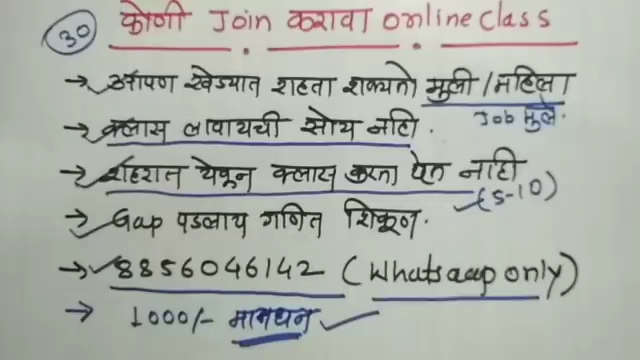 30 कोणी Join करावा online class
→ आपण खेड्यात राहता शक्यतो मुली/महिला
Job मुळे.
→ क्लास लावायची सोय नाही.
→ शहरात येऊन क्लास करता येत नाही
(5-10)
→ Gap पडलाय गणित शिकून.
→ 8856046142 (Whatsaap only)
→ 1000/- मानधन